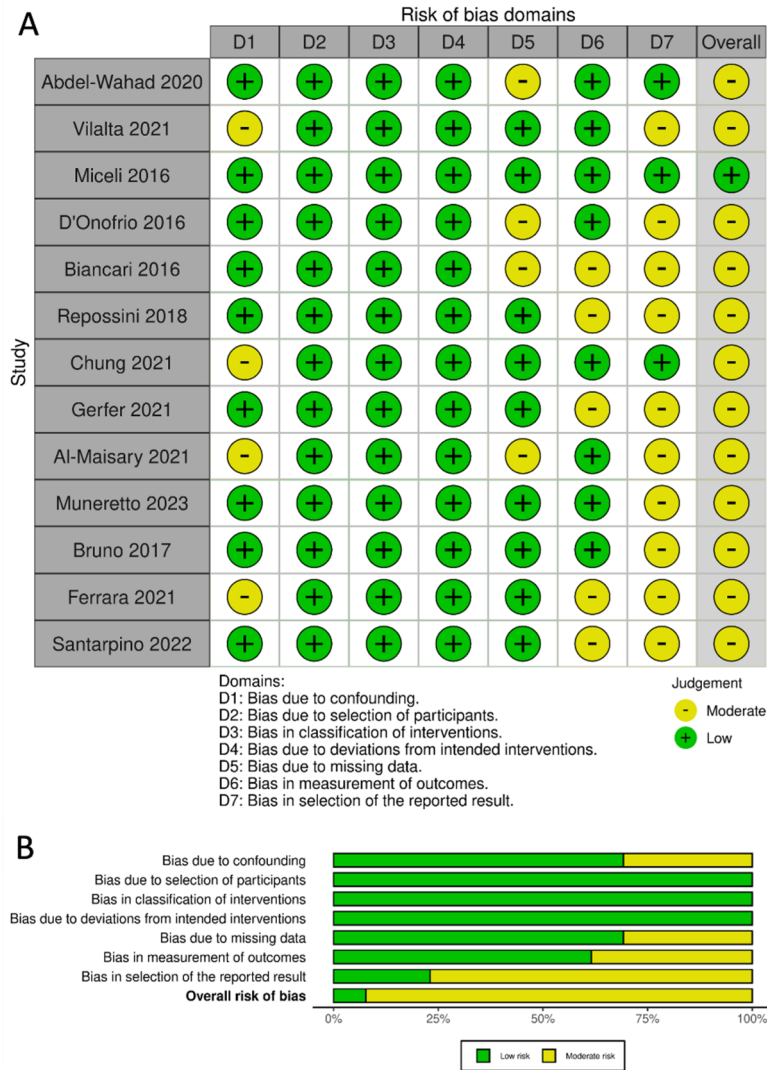 A
Risk of bias domains
D1 D2 D3 D4 D5 D6 D7 Overall
Study
Abdel-Wahad 2020 + + + + - + + -
Vilalta 2021 - + + + + + - -
Miceli 2016 + + + + + + + +
D'Onofrio 2016 + + + + - + - -
Biancari 2016 + + + + - - - -
Repossini 2018 + + + + + - - -
Chung 2021 - + + + + + + -
Gerfer 2021 + + + + + - - -
Al-Maisary 2021 - + + + - + - -
Muneretto 2023 + + + + + + - -
Bruno 2017 + + + + + + - -
Ferrara 2021 - + + + + - - -
Santarpino 2022 + + + + + - - -
Domains:
D1: Bias due to confounding.
D2: Bias due to selection of participants.
D3: Bias in classification of interventions.
D4: Bias due to deviations from intended interventions.
D5: Bias due to missing data.
D6: Bias in measurement of outcomes.
D7: Bias in selection of the reported result.
Judgement
- Moderate
+ Low
B
Bias due to confounding
Bias due to selection of participants
Bias in classification of interventions
Bias due to deviations from intended interventions
Bias due to missing data
Bias in measurement of outcomes
Bias in selection of the reported result
Overall risk of bias
0% 25% 50% 75% 100%
Low risk Moderate risk